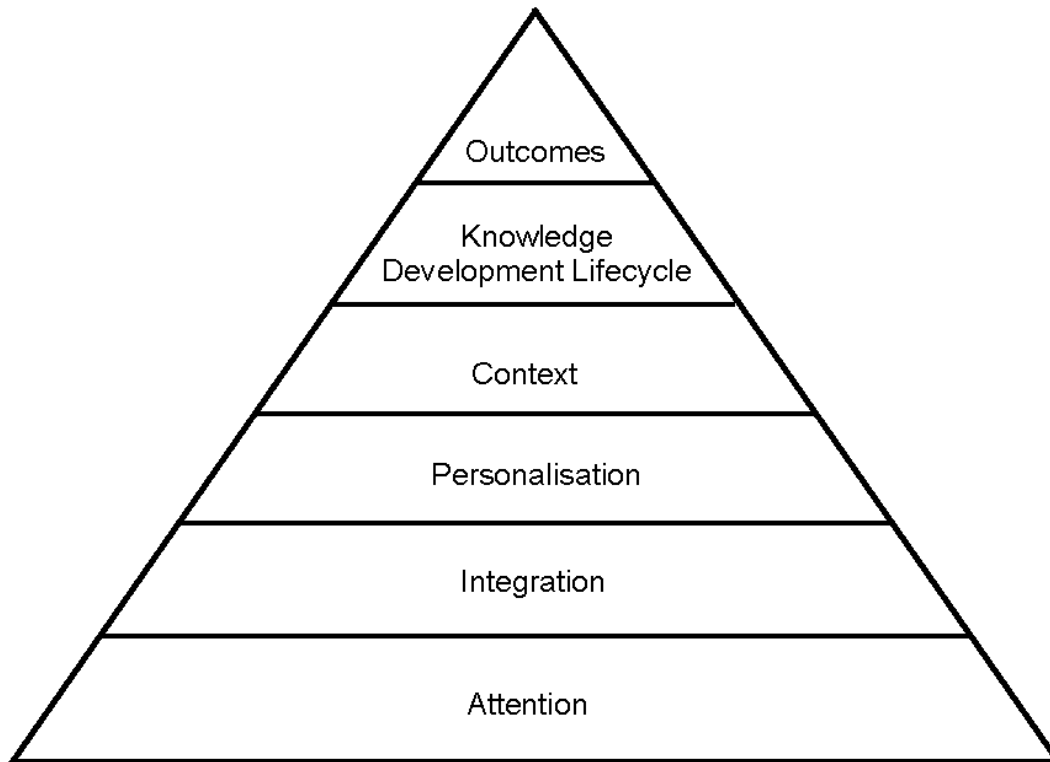 Outcomes
Knowledge
Development Lifecycle
Context
Personalisation
Integration
Attention